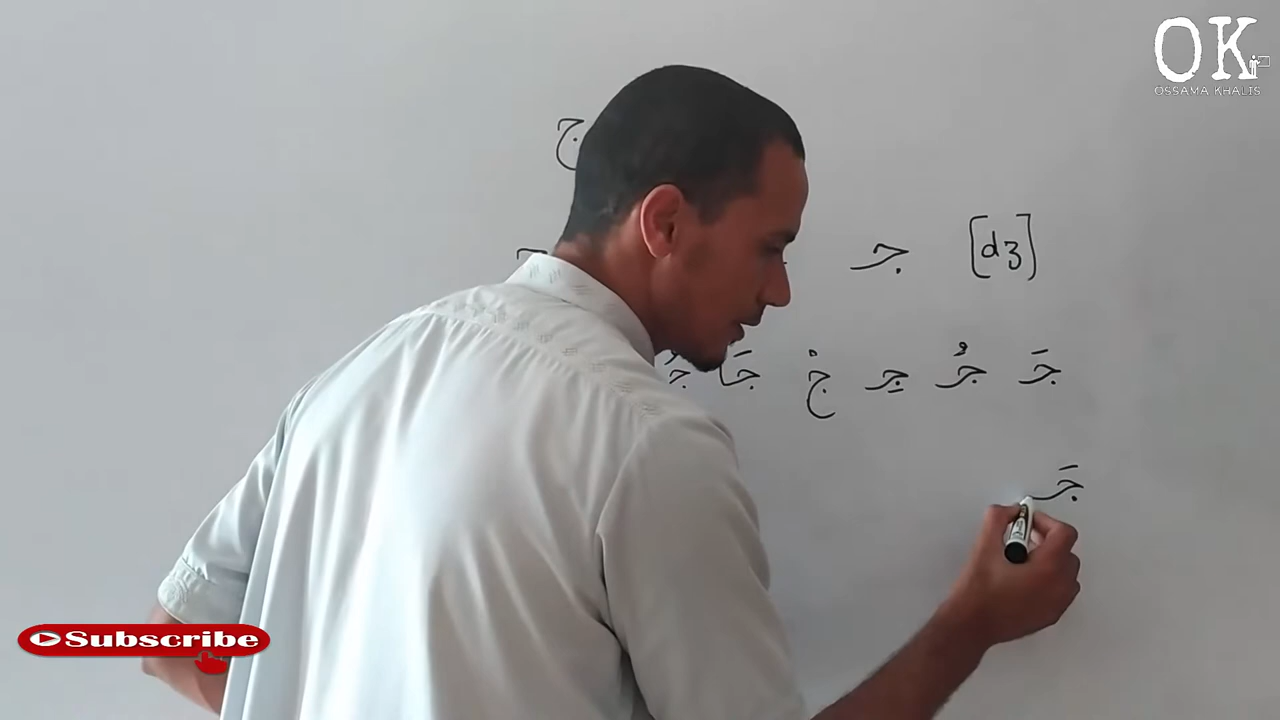 OK
OSSAMA KHALIS
ج
جـ [dʒ]
جَـ جُـ جِـ جْ جَا جُـ
جَـ
Subscribe